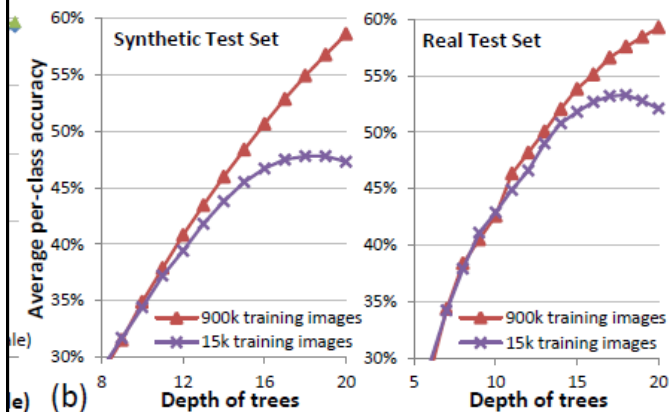 60%
Synthetic Test Set
55%
50%
45%
40%
35%
30%
900k training images
15k training images
8
12
16
20
Depth of trees
Average per-class accuracy
60%
Real Test Set
55%
50%
45%
40%
35%
30%
900k training images
15k training images
5
10
15
20
Depth of trees
(b)
ale)
le)